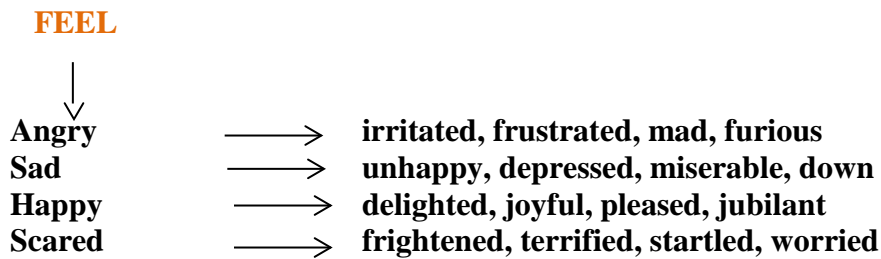 FEEL
Angry irritated, frustrated, mad, furious
Sad unhappy, depressed, miserable, down
Happy delighted, joyful, pleased, jubilant
Scared frightened, terrified, startled, worried